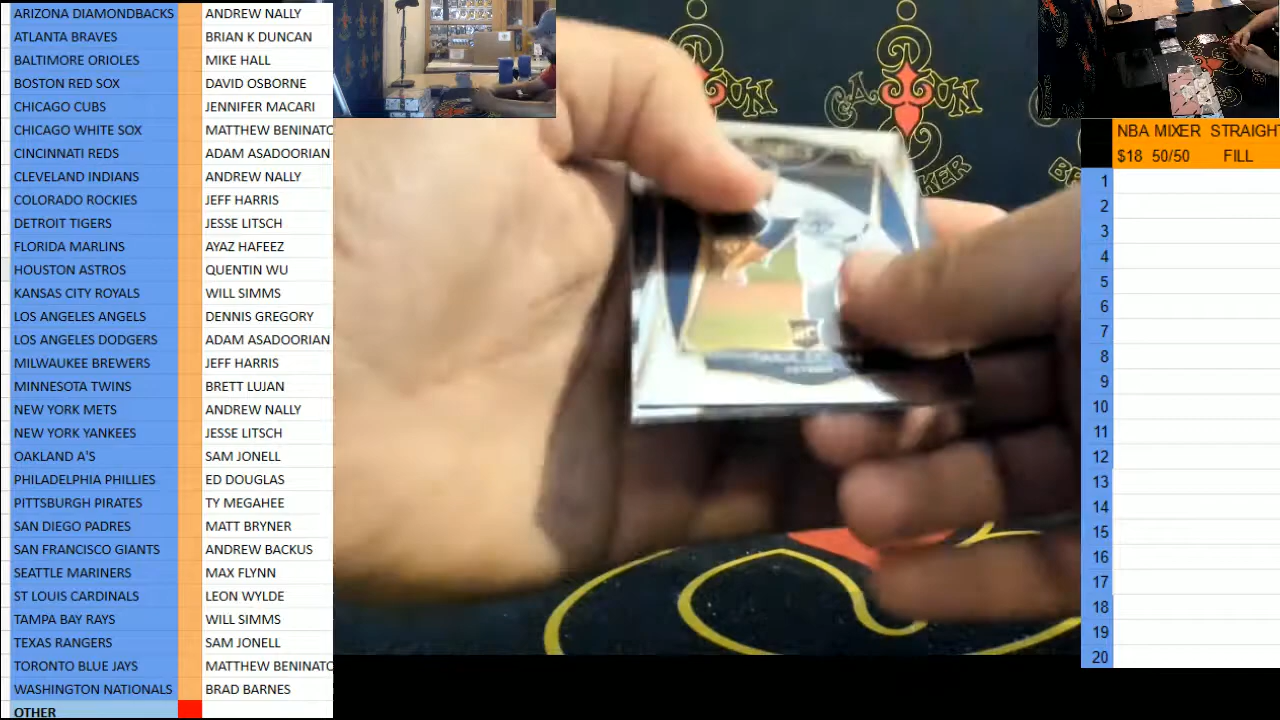 ARIZONA DIAMONDBACKS ANDREW NALLY
ATLANTA BRAVES BRIAN K DUNCAN
BALTIMORE ORIOLES MIKE HALL
BOSTON RED SOX DAVID OSBORNE
CHICAGO CUBS JENNIFER MACARI
CHICAGO WHITE SOX MATTHEW BENINATO
CINCINNATI REDS ADAM ASADOORIAN
CLEVELAND INDIANS ANDREW NALLY
COLORADO ROCKIES JEFF HARRIS
DETROIT TIGERS JESSE LITSCH
FLORIDA MARLINS AYAZ HAFEEZ
HOUSTON ASTROS QUENTIN WU
KANSAS CITY ROYALS WILL SIMMS
LOS ANGELES ANGELS DENNIS GREGORY
LOS ANGELES DODGERS ADAM ASADOORIAN
MILWAUKEE BREWERS JEFF HARRIS
MINNESOTA TWINS BRETT LUJAN
NEW YORK METS ANDREW NALLY
NEW YORK YANKEES JESSE LITSCH
OAKLAND A'S SAM JONELL
PHILADELPHIA PHILLIES ED DOUGLAS
PITTSBURGH PIRATES TY MEGAHEE
SAN DIEGO PADRES MATT BRYNER
SAN FRANCISCO GIANTS ANDREW BACKUS
SEATTLE MARINERS MAX FLYNN
ST LOUIS CARDINALS LEON WYLDE
TAMPA BAY RAYS WILL SIMMS
TEXAS RANGERS SAM JONELL
TORONTO BLUE JAYS MATTHEW BENINATO
WASHINGTON NATIONALS BRAD BARNES
OTHER
CAJUN
RC
NBA MIXER STRAIGHT
$18 50/50 FILL
1
2
3
4
5
6
7
8
9
10
11
12
13
14
15
16
17
18
19
20